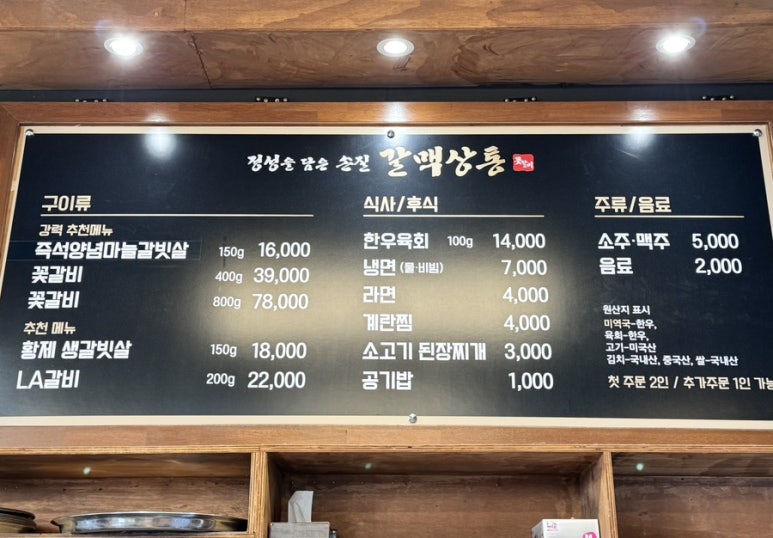 정성을 담은 손질 갈맥상통
구이류
강력 추천메뉴
즉석양념마늘갈빗살 150g 16,000
꽃갈비 400g 39,000
꽃갈비 800g 78,000
추천 메뉴
황제 생갈빗살 150g 18,000
LA갈비 200g 22,000
식사/후식
한우육회 100g 14,000
냉면 (물·비빔) 7,000
라면 4,000
계란찜 4,000
소고기 된장찌개 3,000
공기밥 1,000
주류/음료
소주·맥주 5,000
음료 2,000
원산지 표시
미역국-한우,
육회-한우,
고기-미국산
김치-국내산, 중국산, 쌀-국내산
첫 주문 2인 / 추가주문 1인 가능